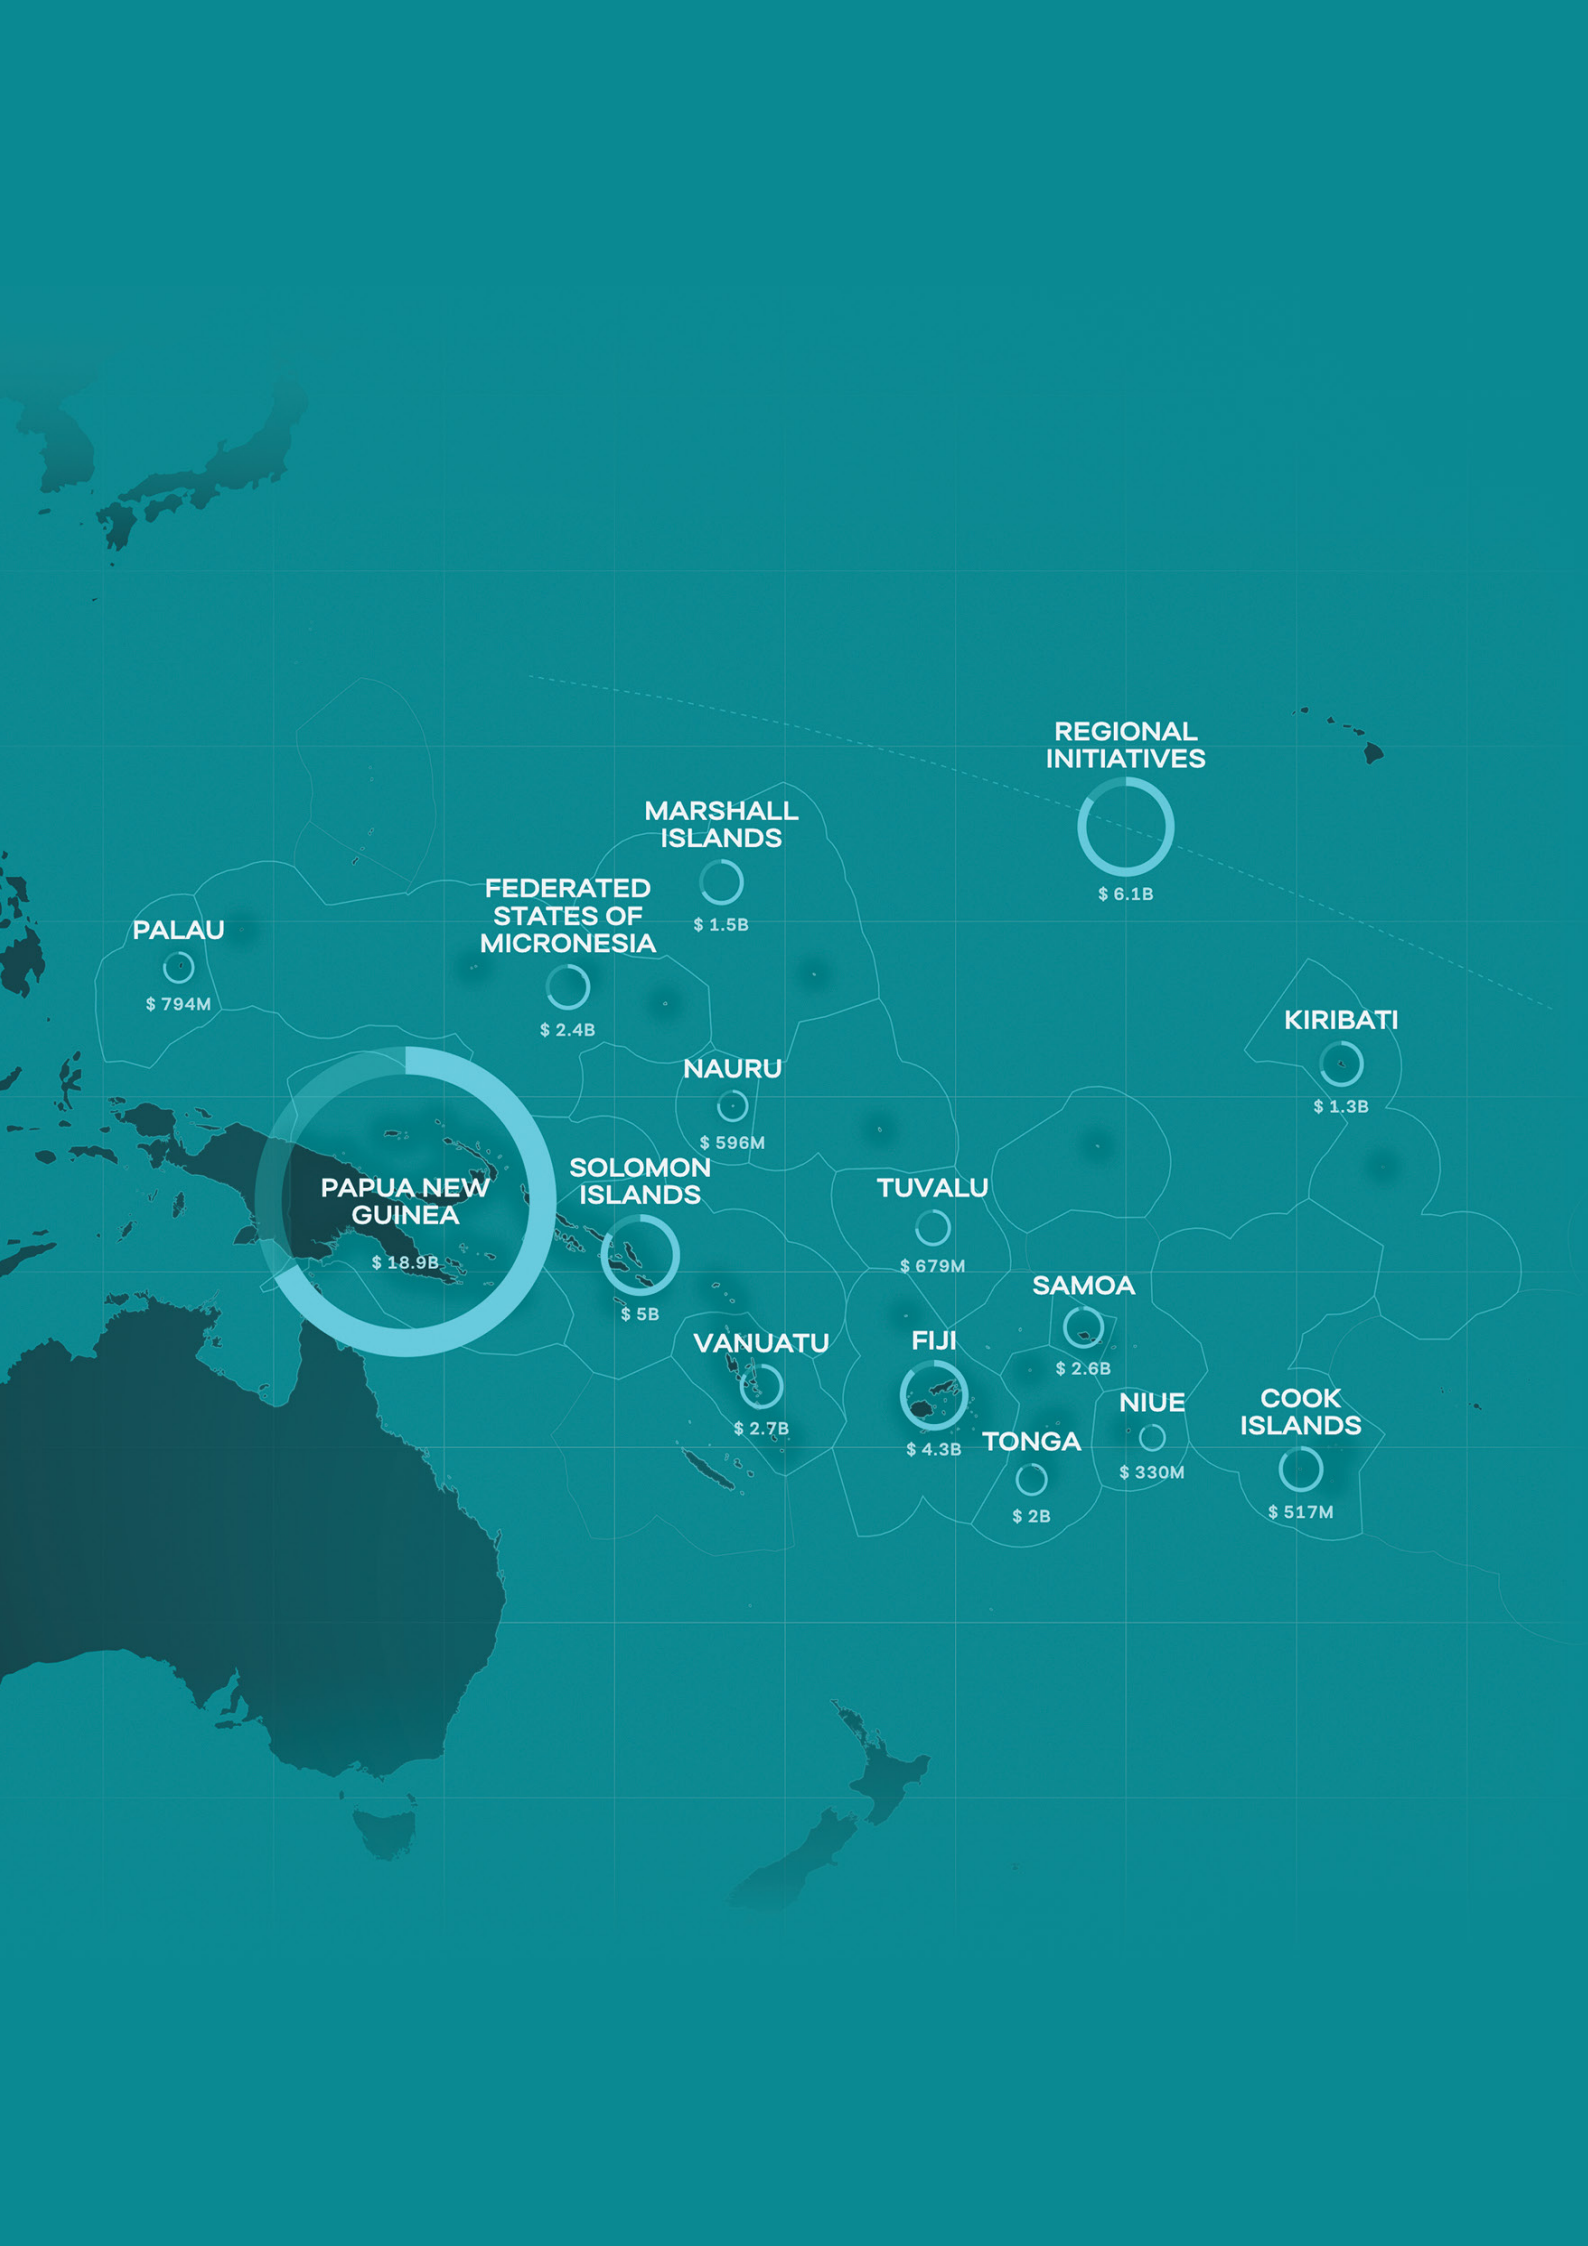 REGIONAL
INITIATIVES
$ 6.1B
MARSHALL
ISLANDS
$ 1.5B
FEDERATED
STATES OF
MICRONESIA
$ 2.4B
PALAU
$ 794M
KIRIBATI
$ 1.3B
NAURU
$ 596M
PAPUA NEW
GUINEA
$ 18.9B
SOLOMON
ISLANDS
$ 5B
TUVALU
$ 679M
SAMOA
$ 2.6B
VANUATU
$ 2.7B
FIJI
$ 4.3B
TONGA
$ 2B
NIUE
$ 330M
COOK
ISLANDS
$ 517M